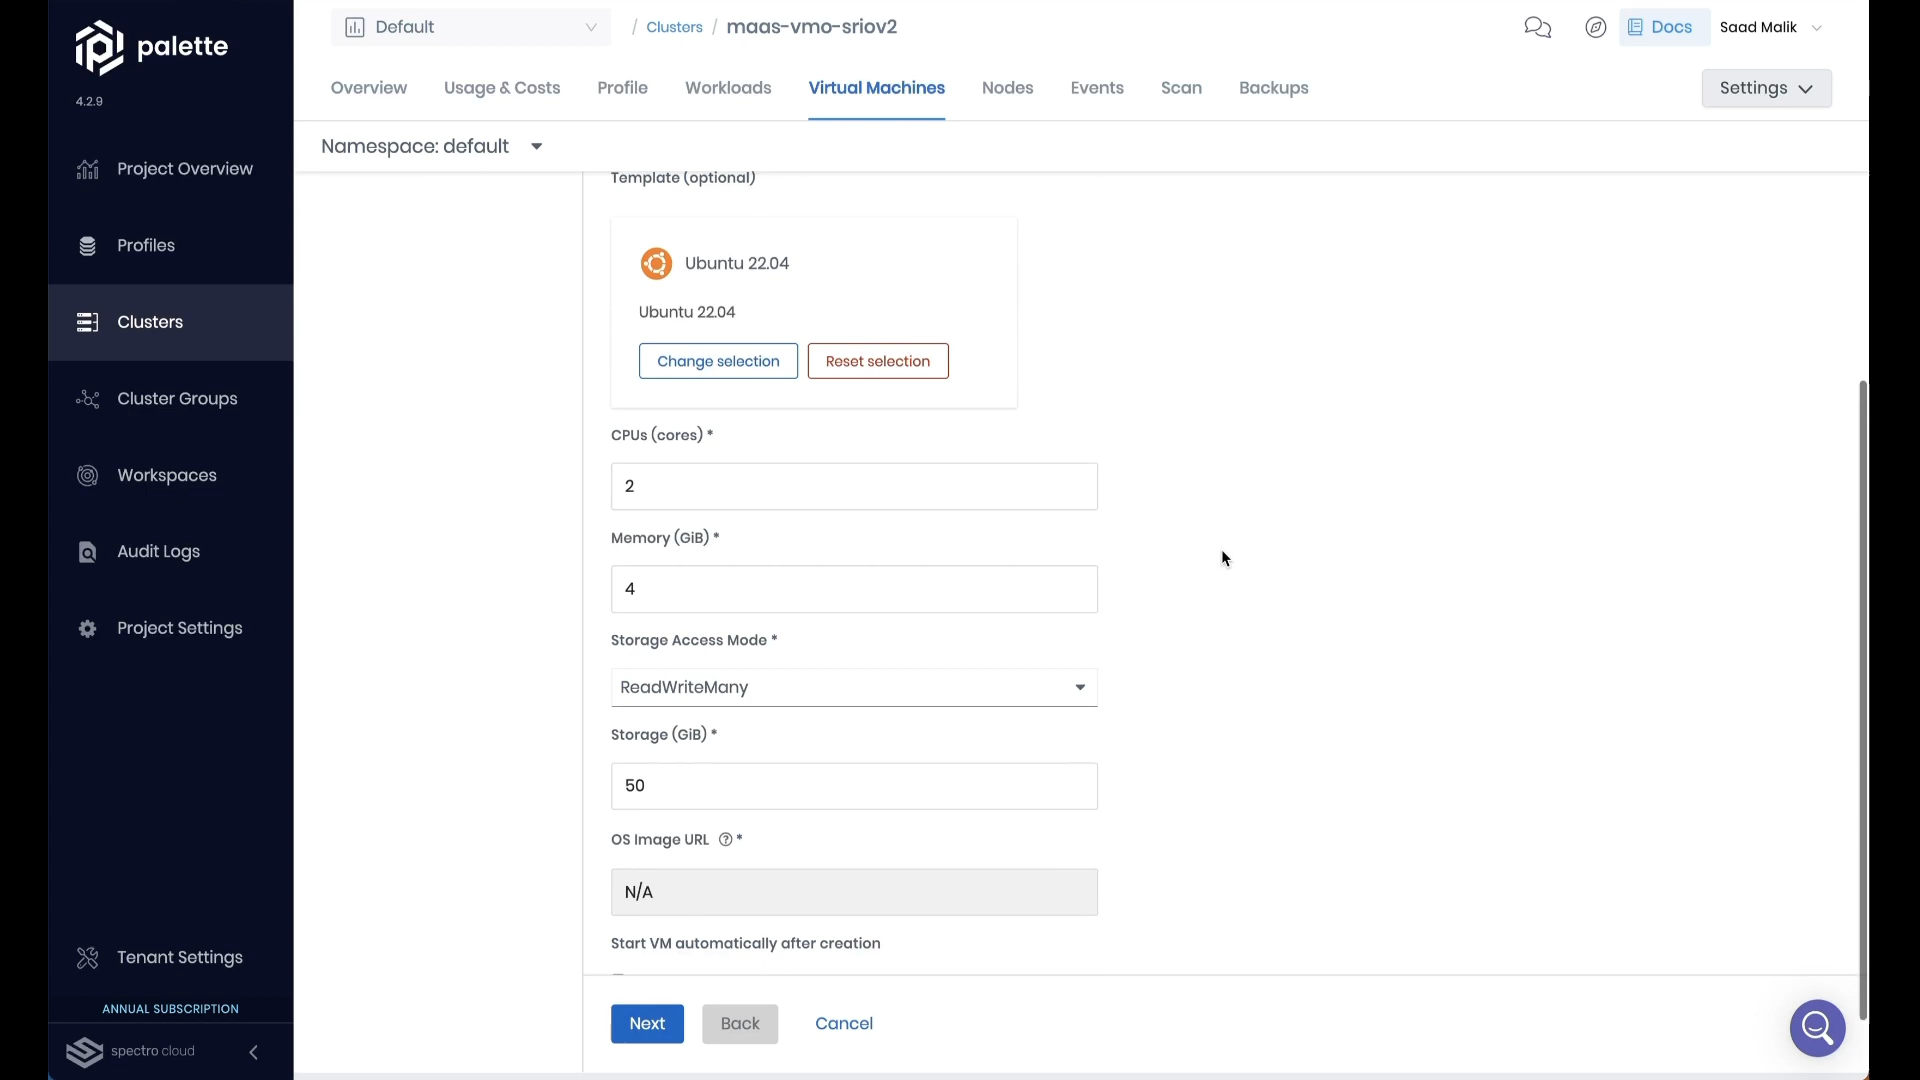 palette
4.2.9
Project Overview
Profiles
Clusters
Cluster Groups
Workspaces
Audit Logs
Project Settings
Tenant Settings
ANNUAL SUBSCRIPTION
spectro cloud
Default
/ Clusters / maas-vmo-sriov2
Docs
Saad Malik
Overview
Usage & Costs
Profile
Workloads
Virtual Machines
Nodes
Events
Scan
Backups
Settings
Namespace: default
Template (optional)
Ubuntu 22.04
Ubuntu 22.04
Change selection
Reset selection
CPUs (cores) *
2
Memory (GiB) *
4
Storage Access Mode *
ReadWriteMany
Storage (GiB) *
50
OS Image URL ? *
N/A
Start VM automatically after creation
Next
Back
Cancel